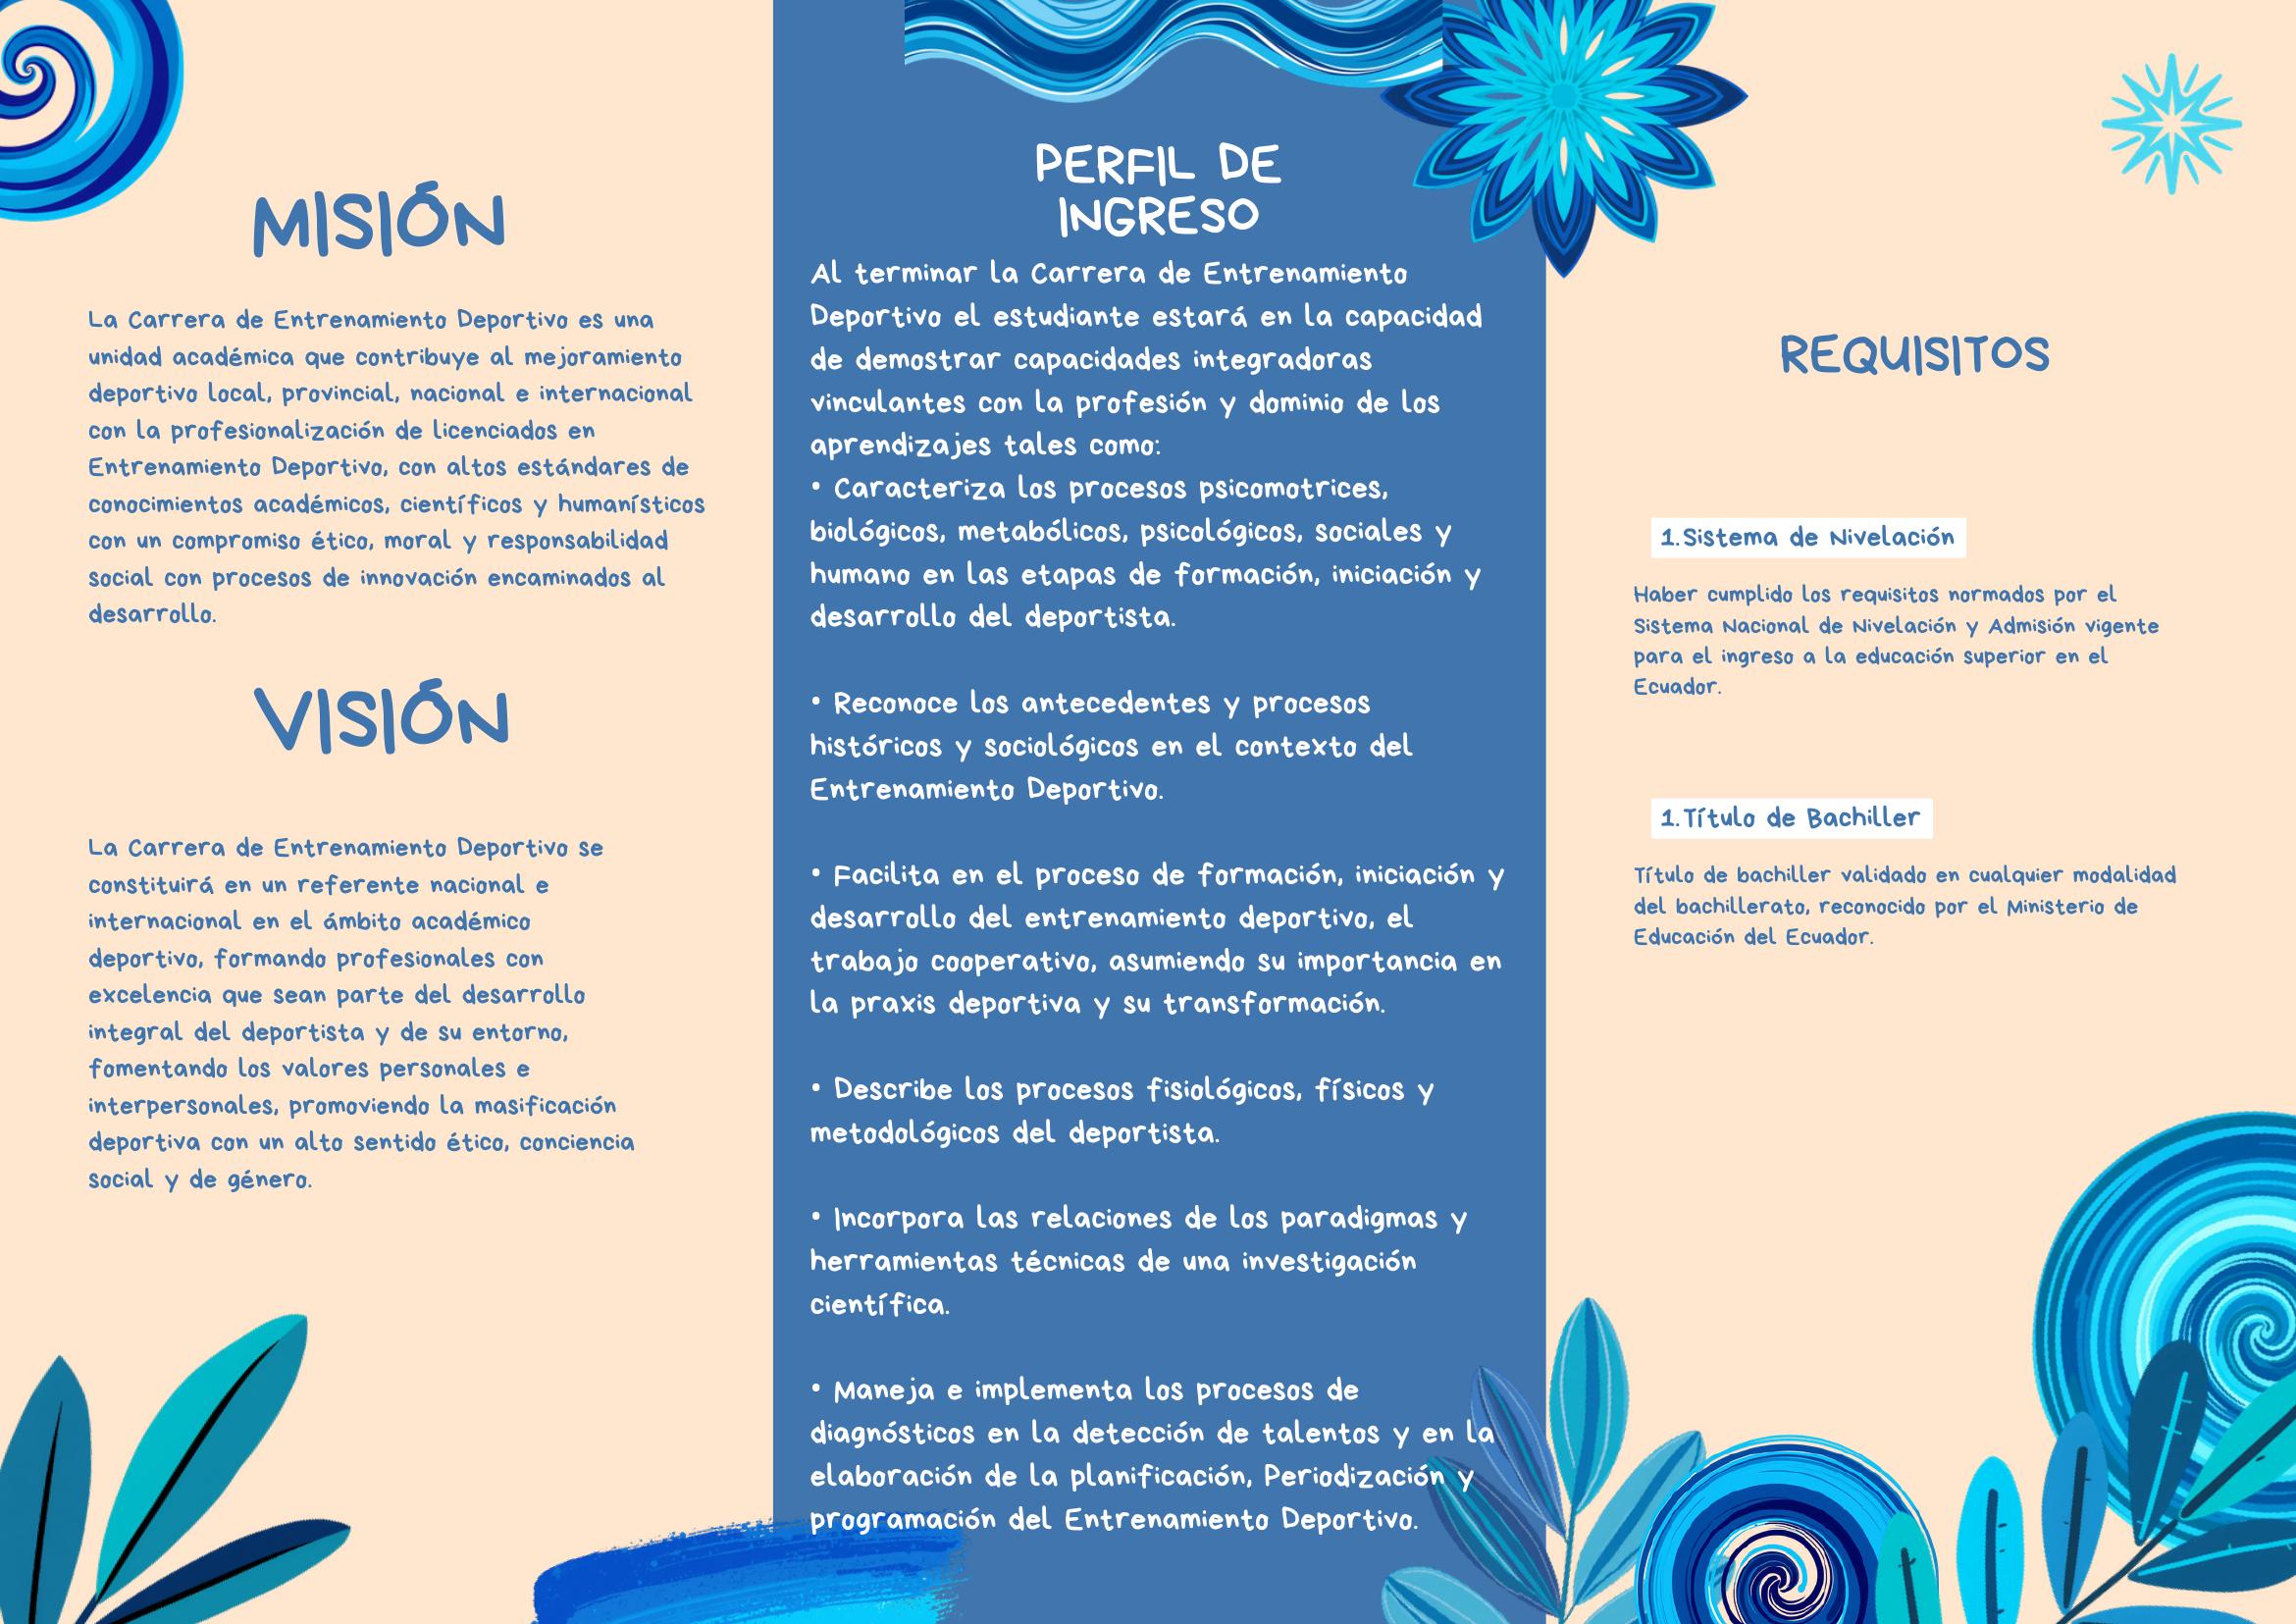 MISIÓN
La Carrera de Entrenamiento Deportivo es una
unidad académica que contribuye al mejoramiento
deportivo local, provincial, nacional e internacional
con la profesionalización de licenciados en
Entrenamiento Deportivo, con altos estándares de
conocimientos académicos, científicos y humanísticos
con un compromiso ético, moral y responsabilidad
social con procesos de innovación encaminados al
desarrollo.
VISIÓN
La Carrera de Entrenamiento Deportivo se
constituirá en un referente nacional e
internacional en el ámbito académico
deportivo, formando profesionales con
excelencia que sean parte del desarrollo
integral del deportista y de su entorno,
fomentando los valores personales e
interpersonales, promoviendo la masificación
deportiva con un alto sentido ético, conciencia
social y de género.
PERFIL DE
INGRESO
Al terminar la Carrera de Entrenamiento
Deportivo el estudiante estará en la capacidad
de demostrar capacidades integradoras
vinculantes con la profesión y dominio de los
aprendizajes tales como:
• Caracteriza los procesos psicomotrices,
biológicos, metabólicos, psicológicos, sociales y
humano en las etapas de formación, iniciación y
desarrollo del deportista.
• Reconoce los antecedentes y procesos
históricos y sociológicos en el contexto del
Entrenamiento Deportivo.
• Facilita en el proceso de formación, iniciación y
desarrollo del entrenamiento deportivo, el
trabajo cooperativo, asumiendo su importancia en
la praxis deportiva y su transformación.
• Describe los procesos fisiológicos, físicos y
metodológicos del deportista.
• Incorpora las relaciones de los paradigmas y
herramientas técnicas de una investigación
científica.
• Maneja e implementa los procesos de
diagnósticos en la detección de talentos y en la
elaboración de la planificación, Periodización y
programación del Entrenamiento Deportivo.
REQUISITOS
1. Sistema de Nivelación
Haber cumplido los requisitos normados por el
Sistema Nacional de Nivelación y Admisión vigente
para el ingreso a la educación superior en el
Ecuador.
1. Título de Bachiller
Título de bachiller validado en cualquier modalidad
del bachillerato, reconocido por el Ministerio de
Educación del Ecuador.